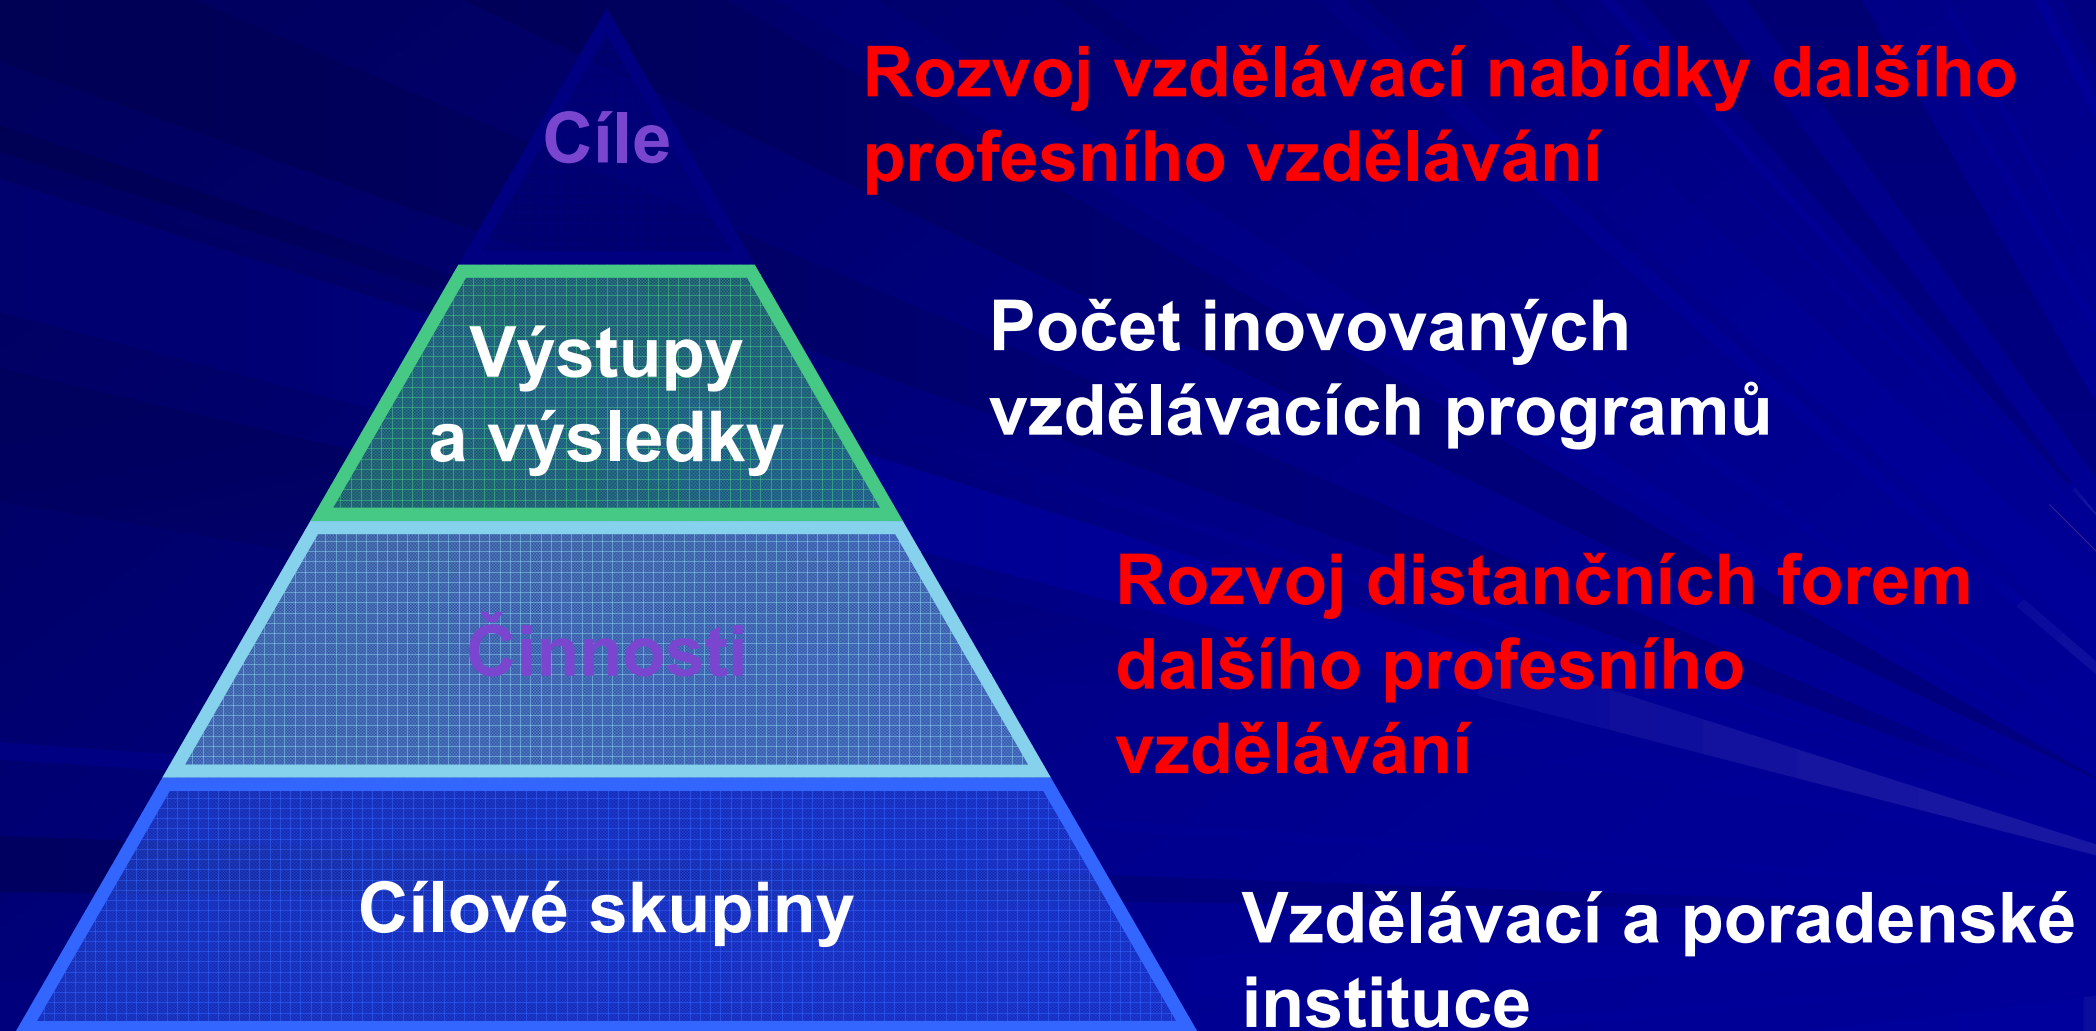 Cíle
Rozvoj vzdělávací nabídky dalšího
profesního vzdělávání
Výstupy
a výsledky
Počet inovovaných
vzdělávacích programů
Činnosti
Rozvoj distančních forem
dalšího profesního
vzdělávání
Cílové skupiny
Vzdělávací a poradenské
instituce